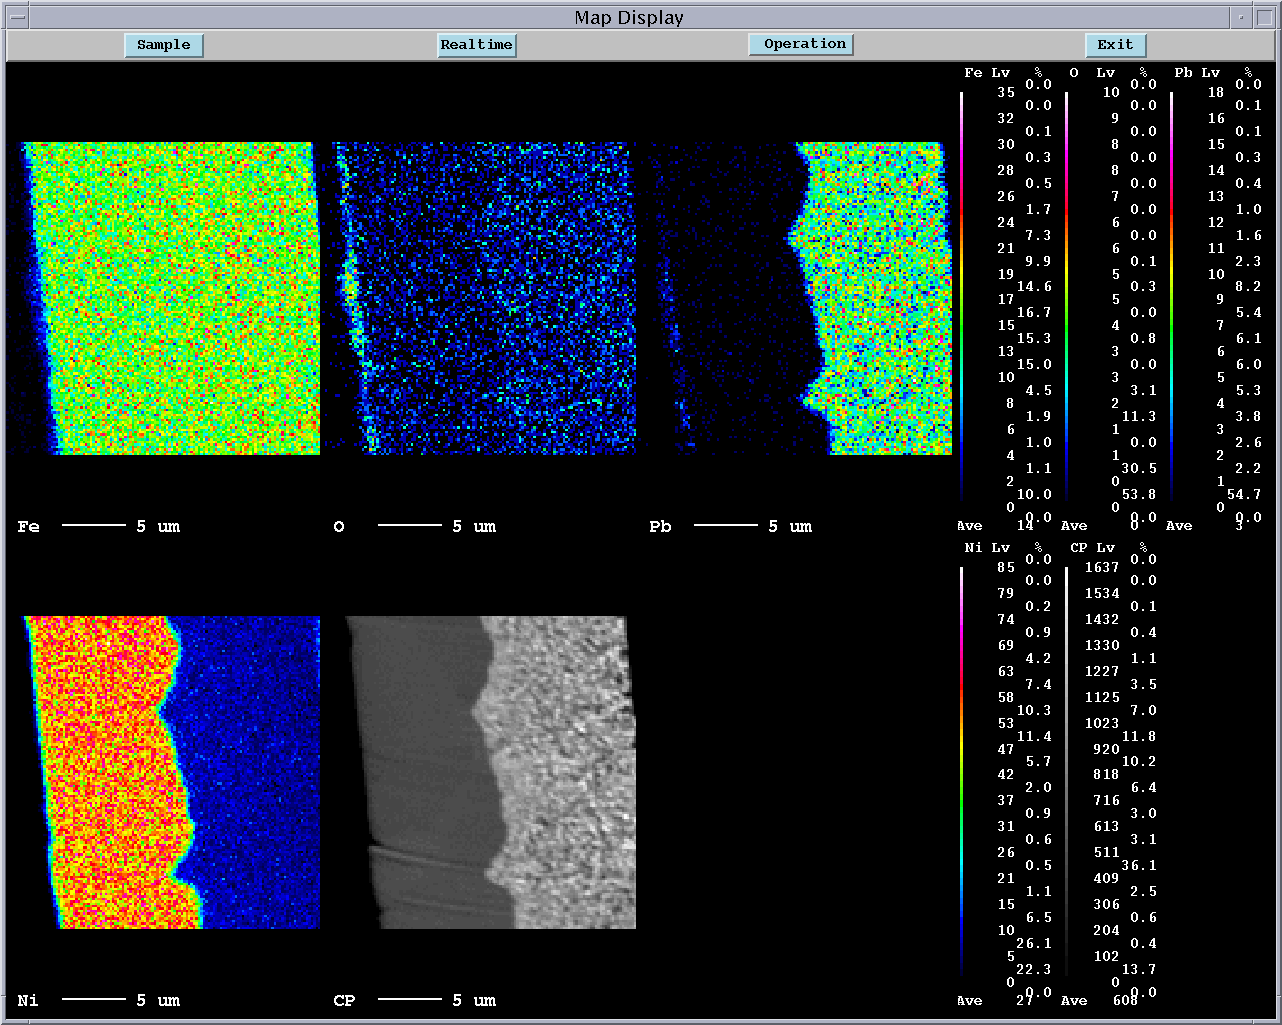 Map Display
Sample Realtime Operation Exit
Fe Lv % O Lv % Pb Lv %
0.0 0.0 0.0
35 10 18
0.0 0.0 0.1
32 9 16
0.1 0.0 0.1
30 8 15
0.3 0.0 0.3
28 8 14
0.5 0.0 0.4
26 7 13
1.7 0.0 1.0
24 6 12
7.3 0.0 1.6
21 6 11
9.9 0.1 2.3
19 5 10
14.6 0.3 8.2
17 5 9
16.7 0.0 5.4
15 4 7
15.3 0.8 6.1
13 3 6
15.0 0.0 6.0
10 3 5
4.5 3.1 5.3
8 2 4
1.9 11.3 3.8
6 1 3
1.0 0.0 2.6
4 1 2
1.1 30.5 2.2
2 0 1
10.0 53.8 54.7
0 0 0
0.0 0.0 0.0
Ave 14 Ave 0 Ave 3
Fe 5 um O 5 um Pb 5 um
Ni Lv % CP Lv %
0.0 0.0
85 1637
0.0 0.0
79 1534
0.2 0.1
74 1432
0.9 0.4
69 1330
4.2 1.1
63 1227
7.4 3.5
58 1125
10.3 7.0
53 1023
11.4 11.8
47 920
5.7 10.2
42 818
2.0 6.4
37 716
0.9 3.0
31 613
0.6 3.1
26 511
0.5 36.1
21 409
1.1 2.5
15 306
6.5 0.6
10 204
26.1 0.4
5 102
22.3 13.7
0 0
0.0 0.0
Ave 27 Ave 608
Ni 5 um CP 5 um